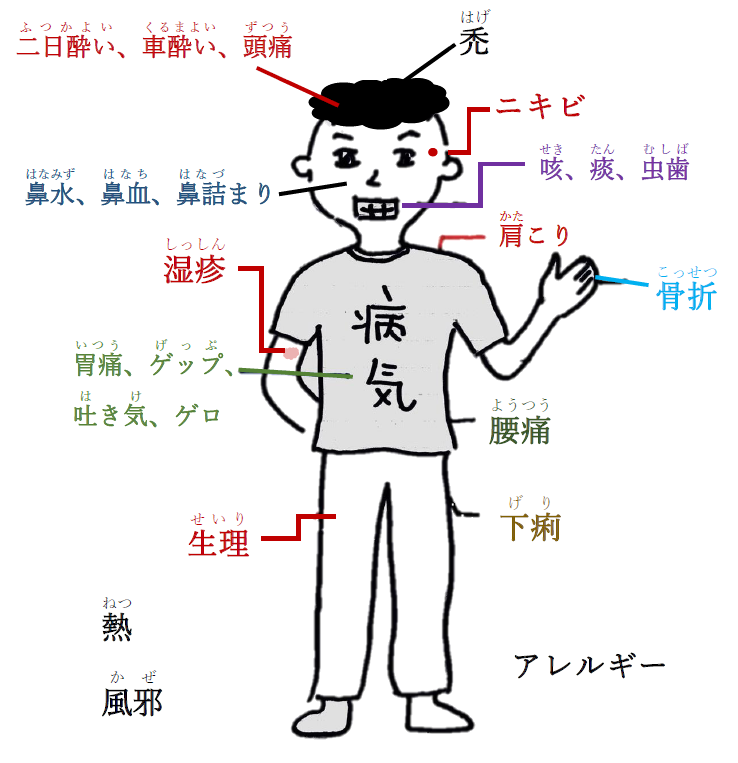 はげ
禿
ふつかよい くるまよい ずつう
二日酔い、車酔い、頭痛
ニキビ
せき たん むしば
咳、痰、虫歯
はなみず はなぢ はなづ
鼻水、鼻血、鼻詰まり
かた
肩こり
しっしん
湿疹
こっせつ
骨折
病
気
いつう げっぷ
胃痛、ゲップ、
は け
吐き気、ゲロ
ようつう
腰痛
げり
下痢
せいり
生理
ねつ
熱
アレルギー
かぜ
風邪